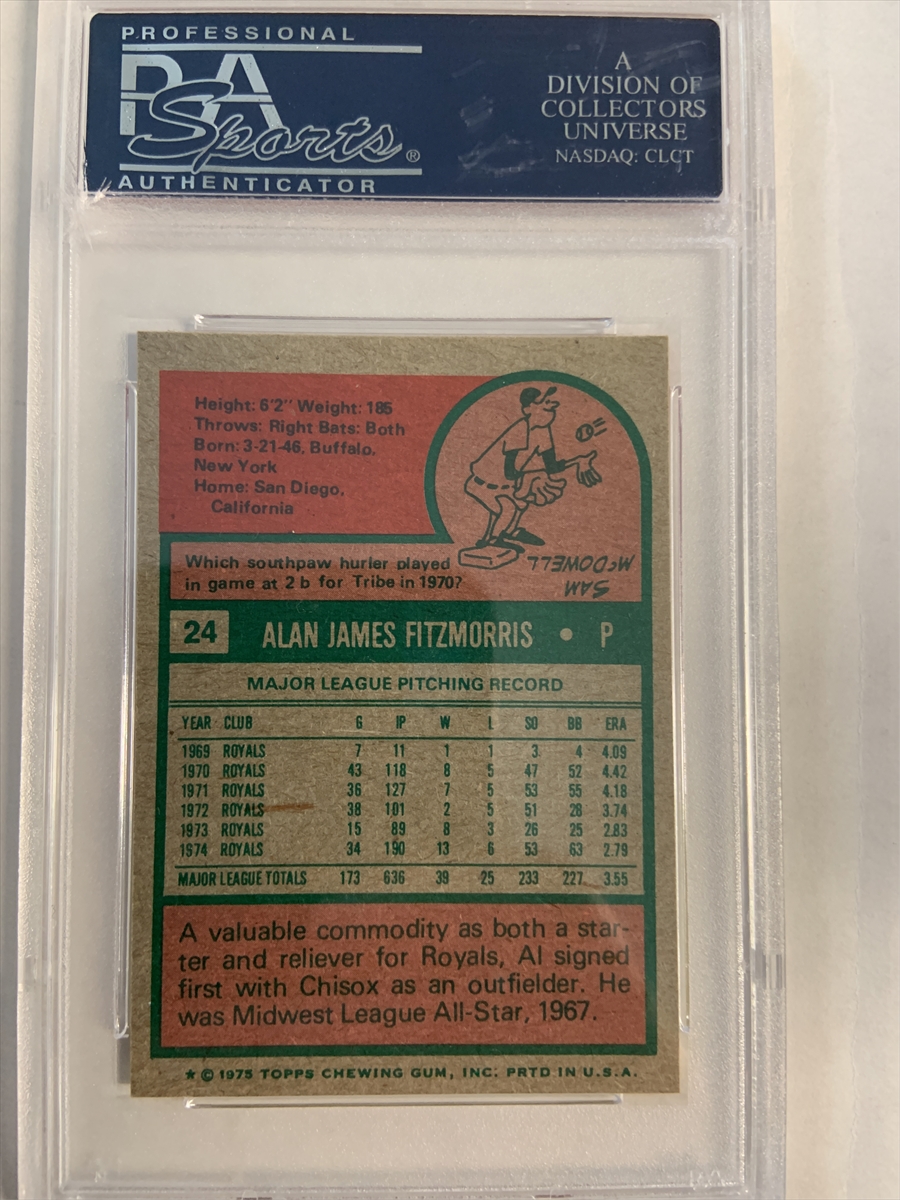 PROFESSIONAL
PSA
Sports®
AUTHENTICATOR
A
DIVISION OF
COLLECTORS
UNIVERSE
NASDAQ: CLCT
Height: 6'2" Weight: 185
Throws: Right Bats: Both
Born: 3-21-46, Buffalo,
New York
Home: San Diego,
California
Which southpaw hurler played
in game at 2 b for Tribe in 1970?
SAM
McDOWELL
24 ALAN JAMES FITZMORRIS • P
MAJOR LEAGUE PITCHING RECORD
YEAR CLUB G IP W L SO BB ERA
1969 ROYALS 7 11 1 1 3 4 4.09
1970 ROYALS 43 118 8 5 47 52 4.42
1971 ROYALS 36 127 7 5 53 55 4.18
1972 ROYALS 38 101 2 5 51 28 3.74
1973 ROYALS 15 89 8 3 26 25 2.83
1974 ROYALS 34 190 13 6 53 63 2.79
MAJOR LEAGUE TOTALS 173 636 39 25 233 227 3.55
A valuable commodity as both a star-
ter and reliever for Royals, Al signed
first with Chisox as an outfielder. He
was Midwest League All-Star, 1967.
★ © 1975 TOPPS CHEWING GUM, INC. PRTD. IN U.S.A.